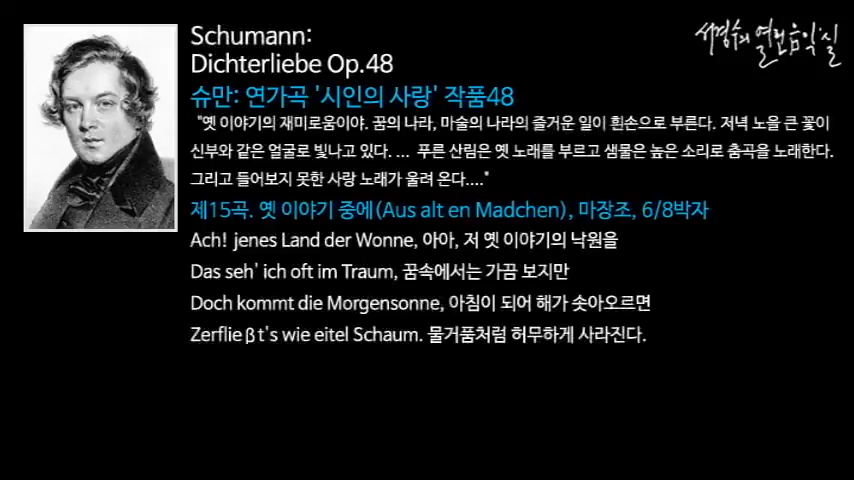 Schumann:
Dichterliebe Op.48
슈만: 연가곡 '시인의 사랑' 작품48
"옛 이야기의 재미로움이야. 꿈의 나라, 마술의 나라의 즐거운 일이 흰손으로 부른다. 저녁 노을 큰 꽃이
신부와 같은 얼굴로 빛나고 있다. ... 푸른 산림은 옛 노래를 부르고 샘물은 높은 소리로 춤곡을 노래한다.
그리고 들어보지 못한 사랑 노래가 울려 온다...."
제15곡. 옛 이야기 중에(Aus alt en Madchen), 마장조, 6/8박자
Ach! jenes Land der Wonne, 아아, 저 옛 이야기의 낙원을
Das seh' ich oft im Traum, 꿈속에서는 가끔 보지만
Doch kommt die Morgensonne, 아침이 되어 해가 솟아오르면
Zerflieβt's wie eitel Schaum. 물거품처럼 허무하게 사라진다.
서경수의 열린음악실